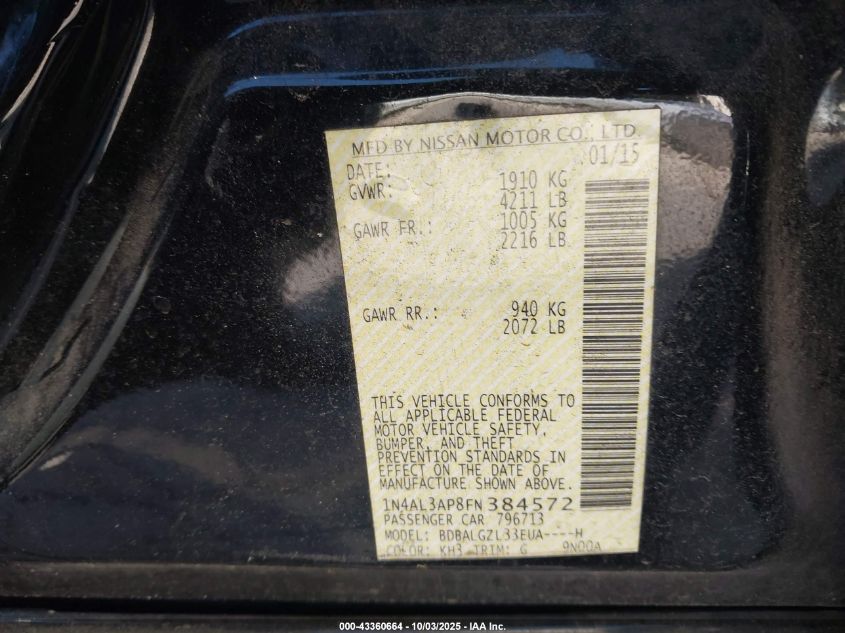 MFD BY NISSAN MOTOR CO., LTD.
DATE: 01/15
GVWR: 1910 KG
4211 LB
GAWR FR.: 1005 KG
2216 LB
GAWR RR.: 940 KG
2072 LB
THIS VEHICLE CONFORMS TO
ALL APPLICABLE FEDERAL
MOTOR VEHICLE SAFETY,
BUMPER, AND THEFT
PREVENTION STANDARDS IN
EFFECT ON THE DATE OF
MANUFACTURE SHOWN ABOVE.
1N4AL3AP8FN384572
PASSENGER CAR 796713
MODEL: BDBALGZL33EUA----H
COLOR: KH3 TRIM: G 9N00A
000-43360664 - 10/03/2025 - IAA Inc.